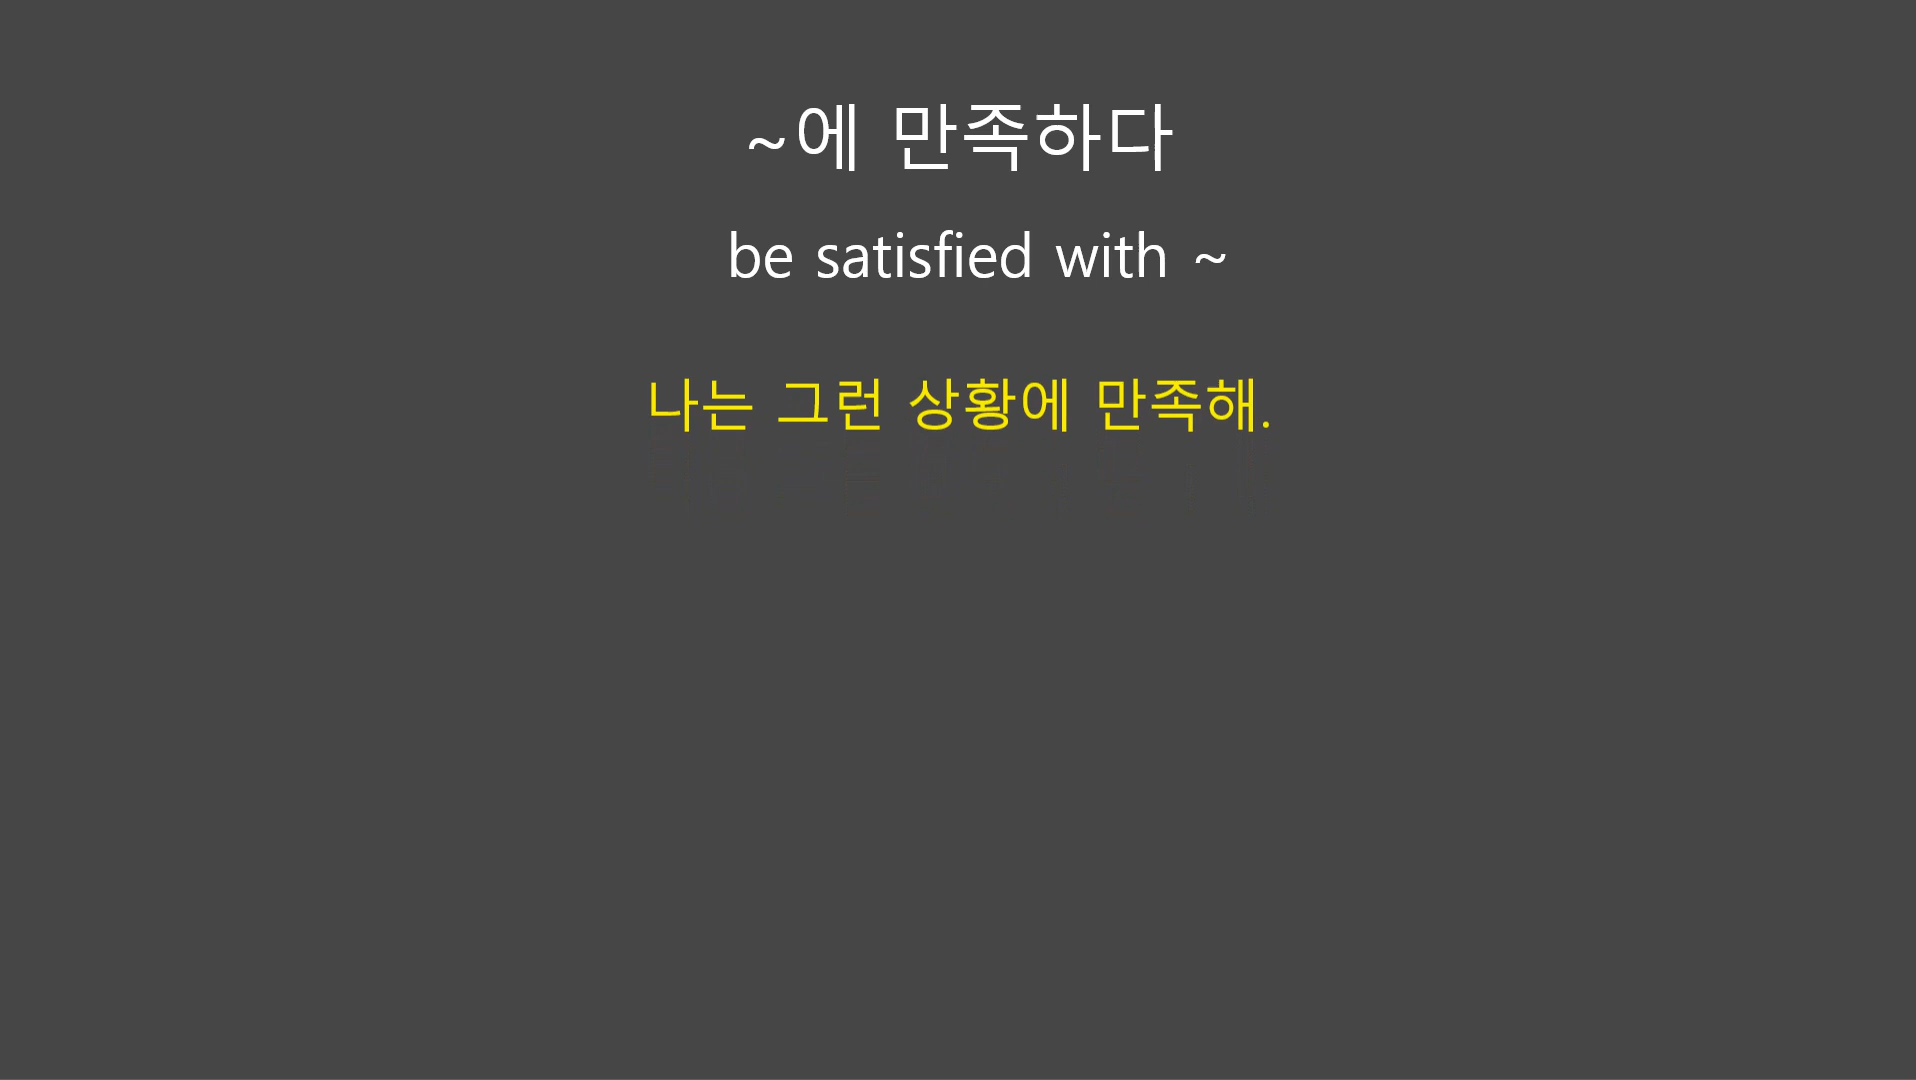 ~에 만족하다
be satisfied with ~
나는 그런 상황에 만족해.